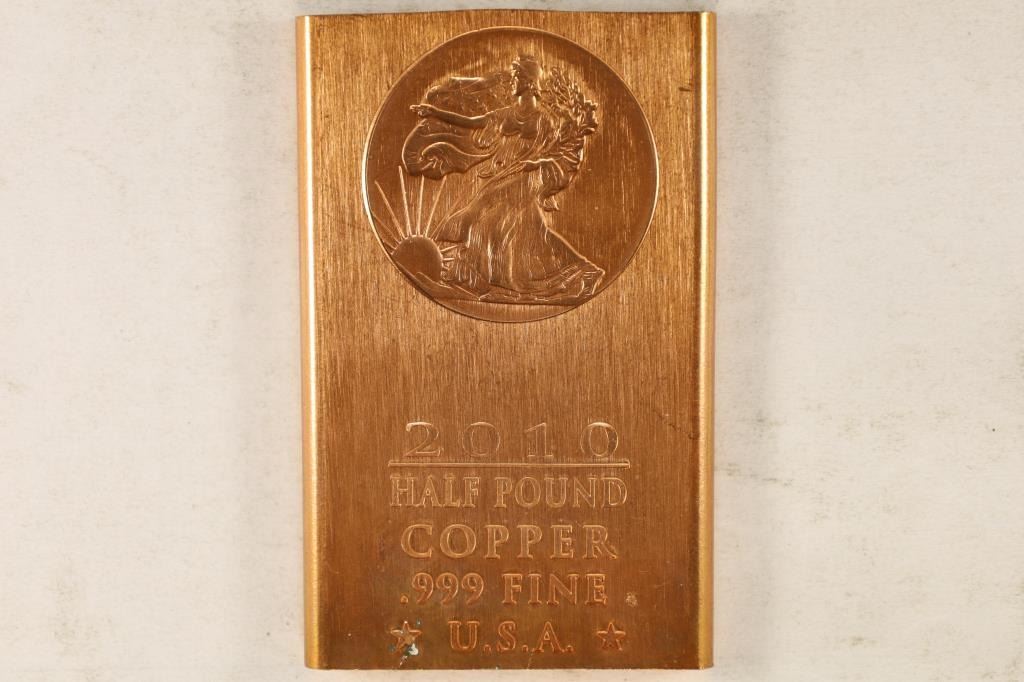 2010
HALF POUND
COPPER
.999 FINE
U.S.A.